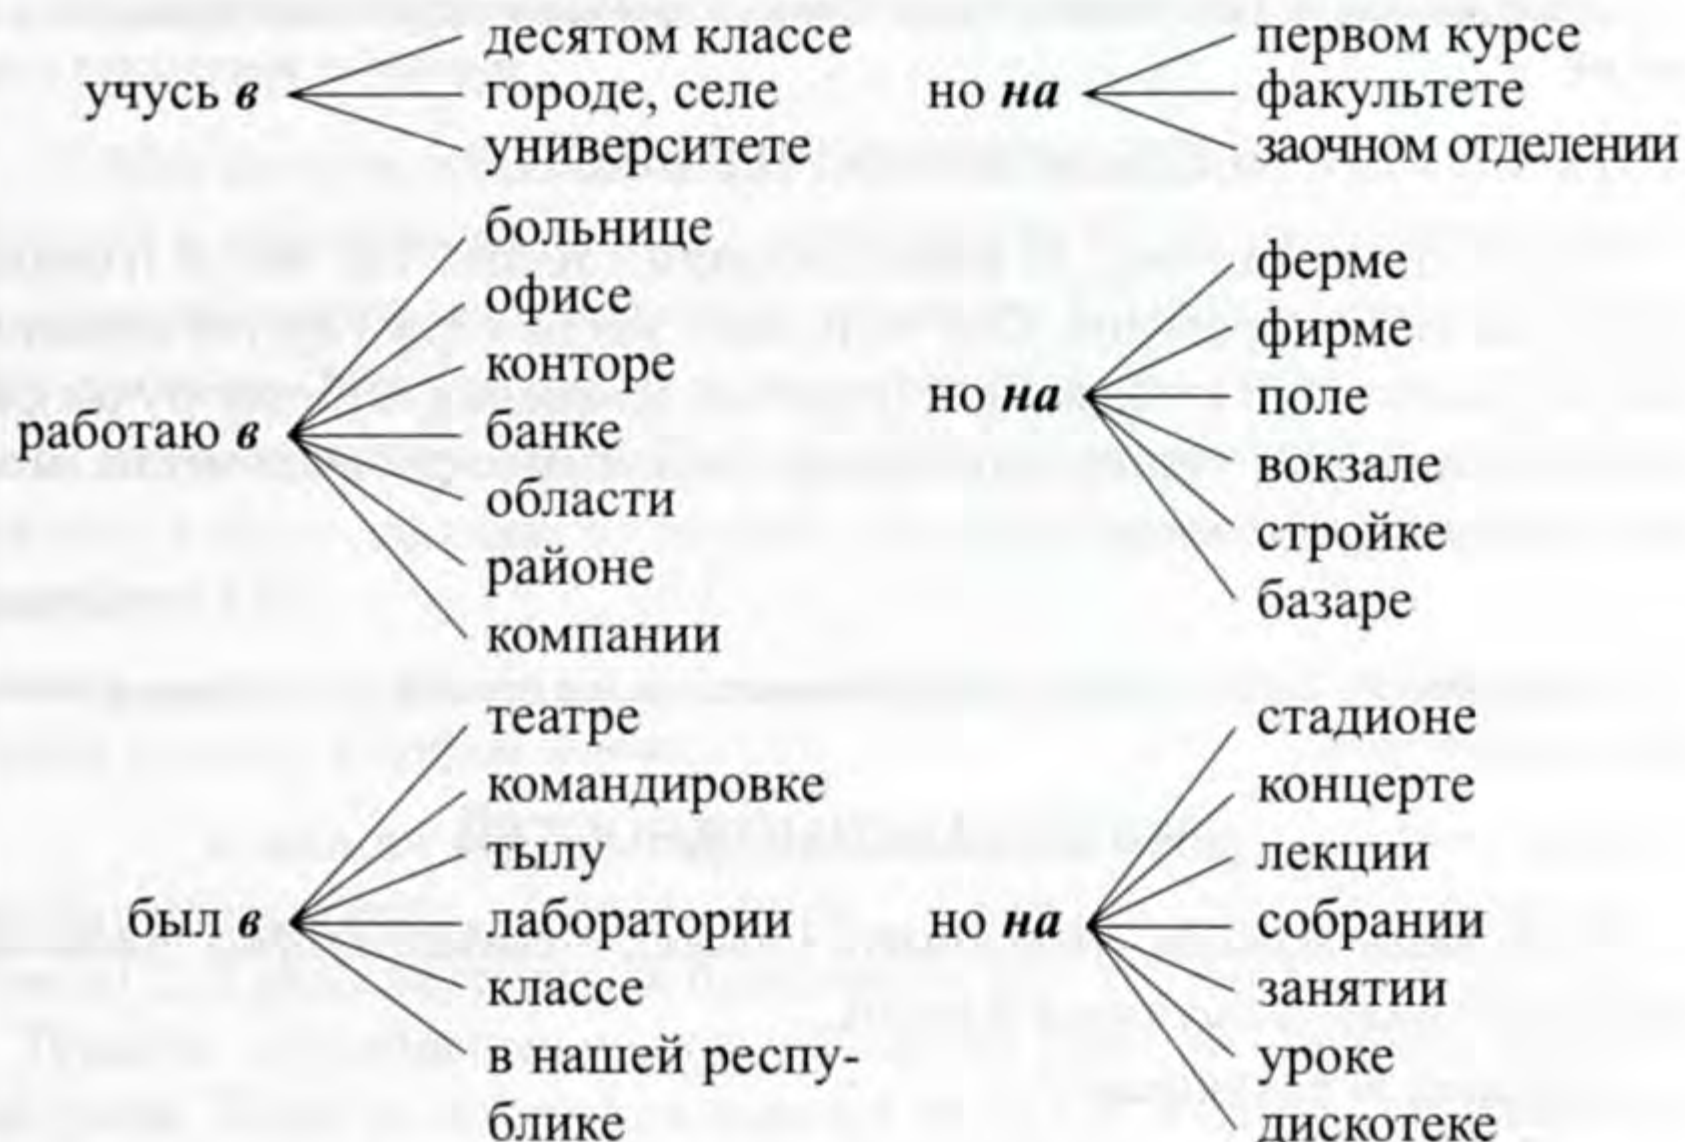 учусь в
десятом классе
городе, селе
университете
но на
первом курсе
факультете
заочном отделении
работаю в
больнице
офисе
конторе
банке
области
районе
компании
но на
ферме
фирме
поле
вокзале
стройке
базаре
был в
театре
командировке
тылу
лаборатории
классе
в нашей респу-
блике
но на
стадионе
концерте
лекции
собрании
занятии
уроке
дискотеке